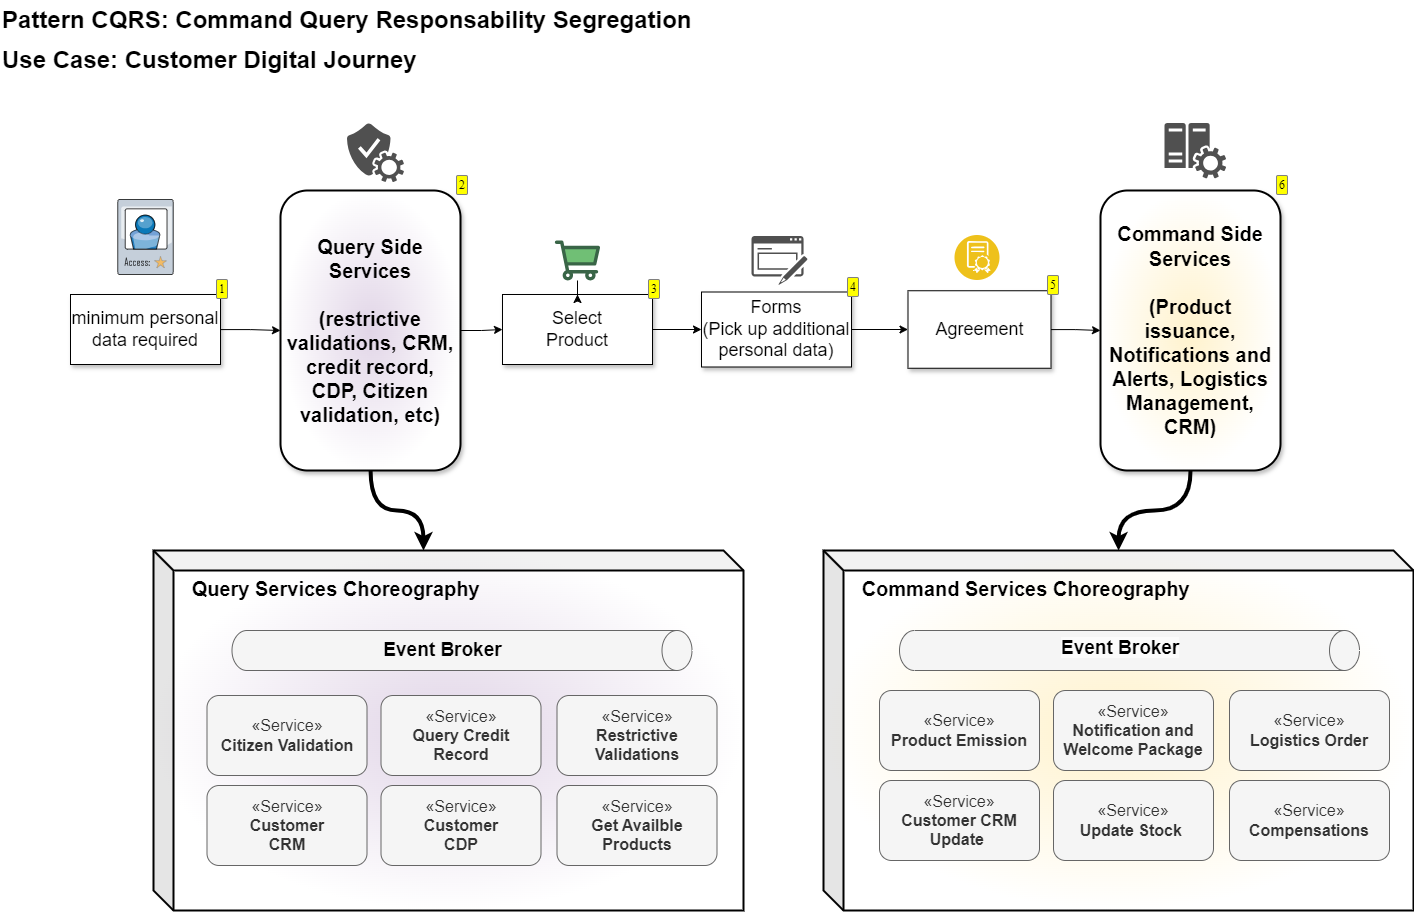 Pattern CQRS: Command Query Responsability Segregation
Use Case: Customer Digital Journey
Access:
1
minimum personal
data required
2
Query Side
Services
(restrictive
validations, CRM,
credit record,
CDP, Citizen
validation, etc)
3
Select
Product
4
Forms
(Pick up additional
personal data)
5
Agreement
6
Command Side
Services
(Product
issuance,
Notifications and
Alerts, Logistics
Management,
CRM)
Query Services Choreography
Event Broker
«Service»
Citizen Validation
«Service»
Query Credit
Record
«Service»
Restrictive
Validations
«Service»
Customer
CRM
«Service»
Customer
CDP
«Service»
Get Availble
Products
Command Services Choreography
Event Broker
«Service»
Product Emission
«Service»
Notification and
Welcome Package
«Service»
Logistics Order
«Service»
Customer CRM
Update
«Service»
Update Stock
«Service»
Compensations